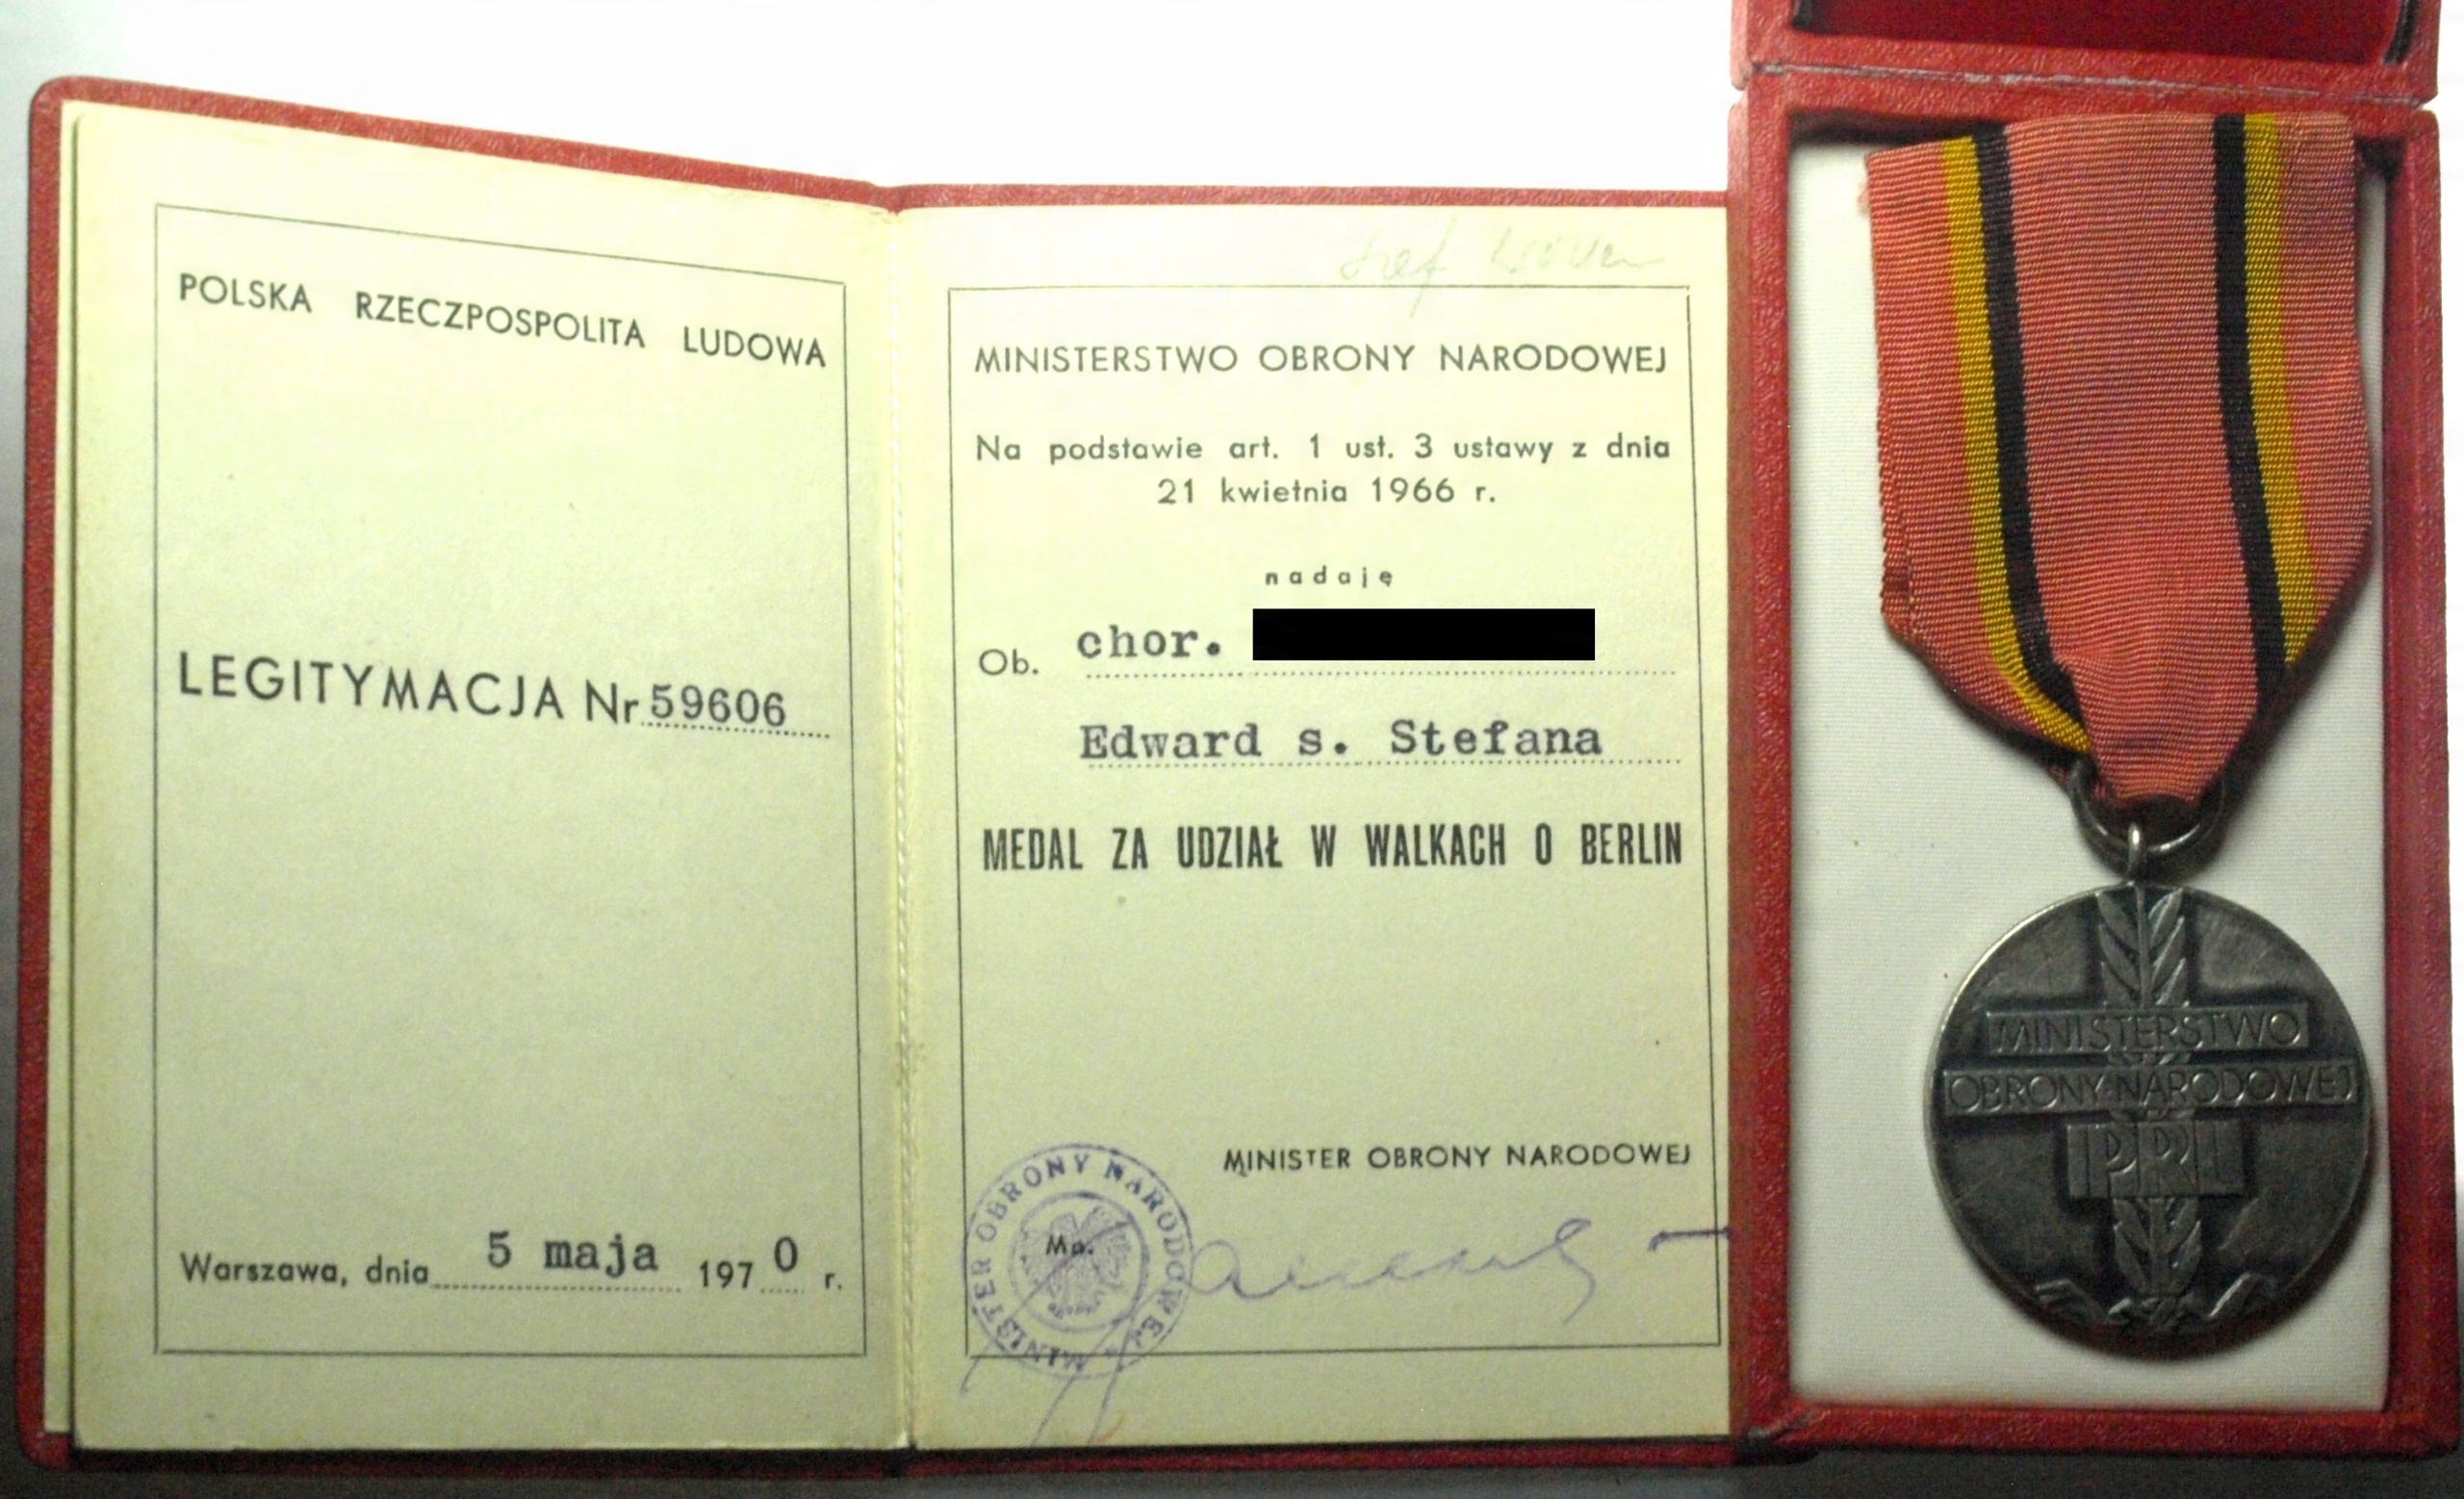 POLSKA RZECZPOSPOLITA LUDOWA
LEGITYMACJA Nr 59606
Warszawa, dnia 5 maja 1970 r.
MINISTERSTWO OBRONY NARODOWEJ
Na podstawie art. 1 ust. 3 ustawy z dnia
21 kwietnia 1966 r.
nadaję
Ob. chor.
Edward s. Stefana
MEDAL ZA UDZIAŁ W WALKACH O BERLIN
MINISTER OBRONY NARODOWEJ
MINISTER OBRONY NARODOWEJ
Mp.
MINISTERSTWO
OBRONY NARODOWEJ
PRL